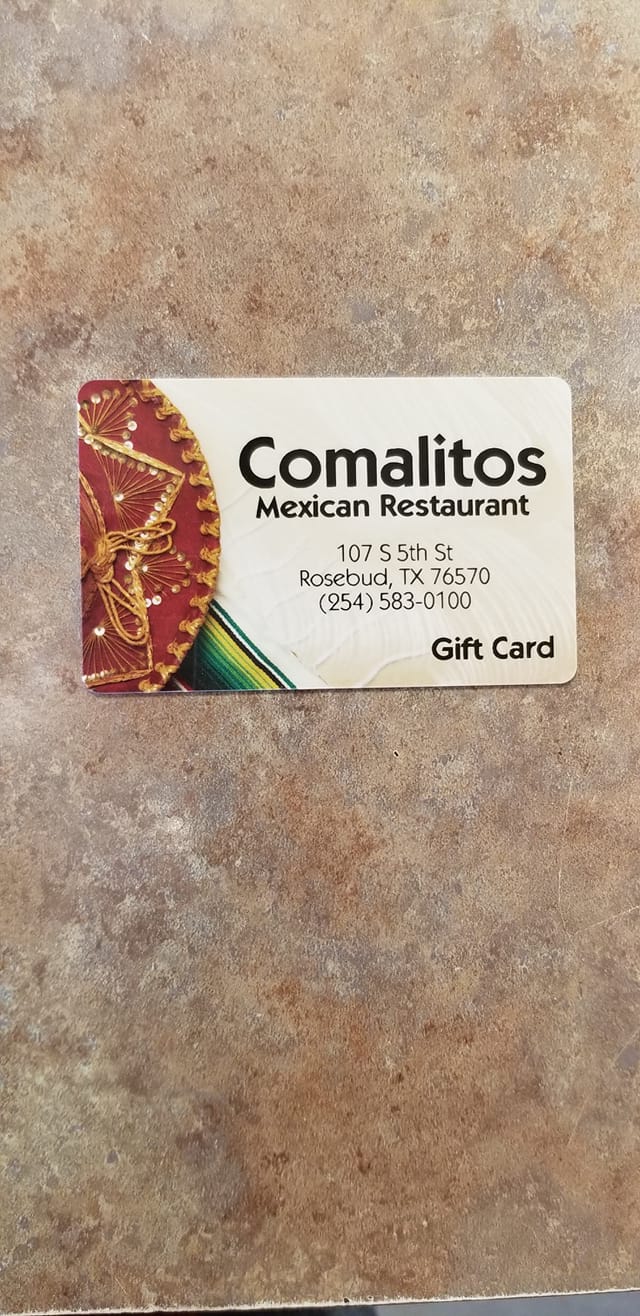 Comalitos
Mexican Restaurant
107 S 5th St
Rosebud, TX 76570
(254) 583-0100
Gift Card